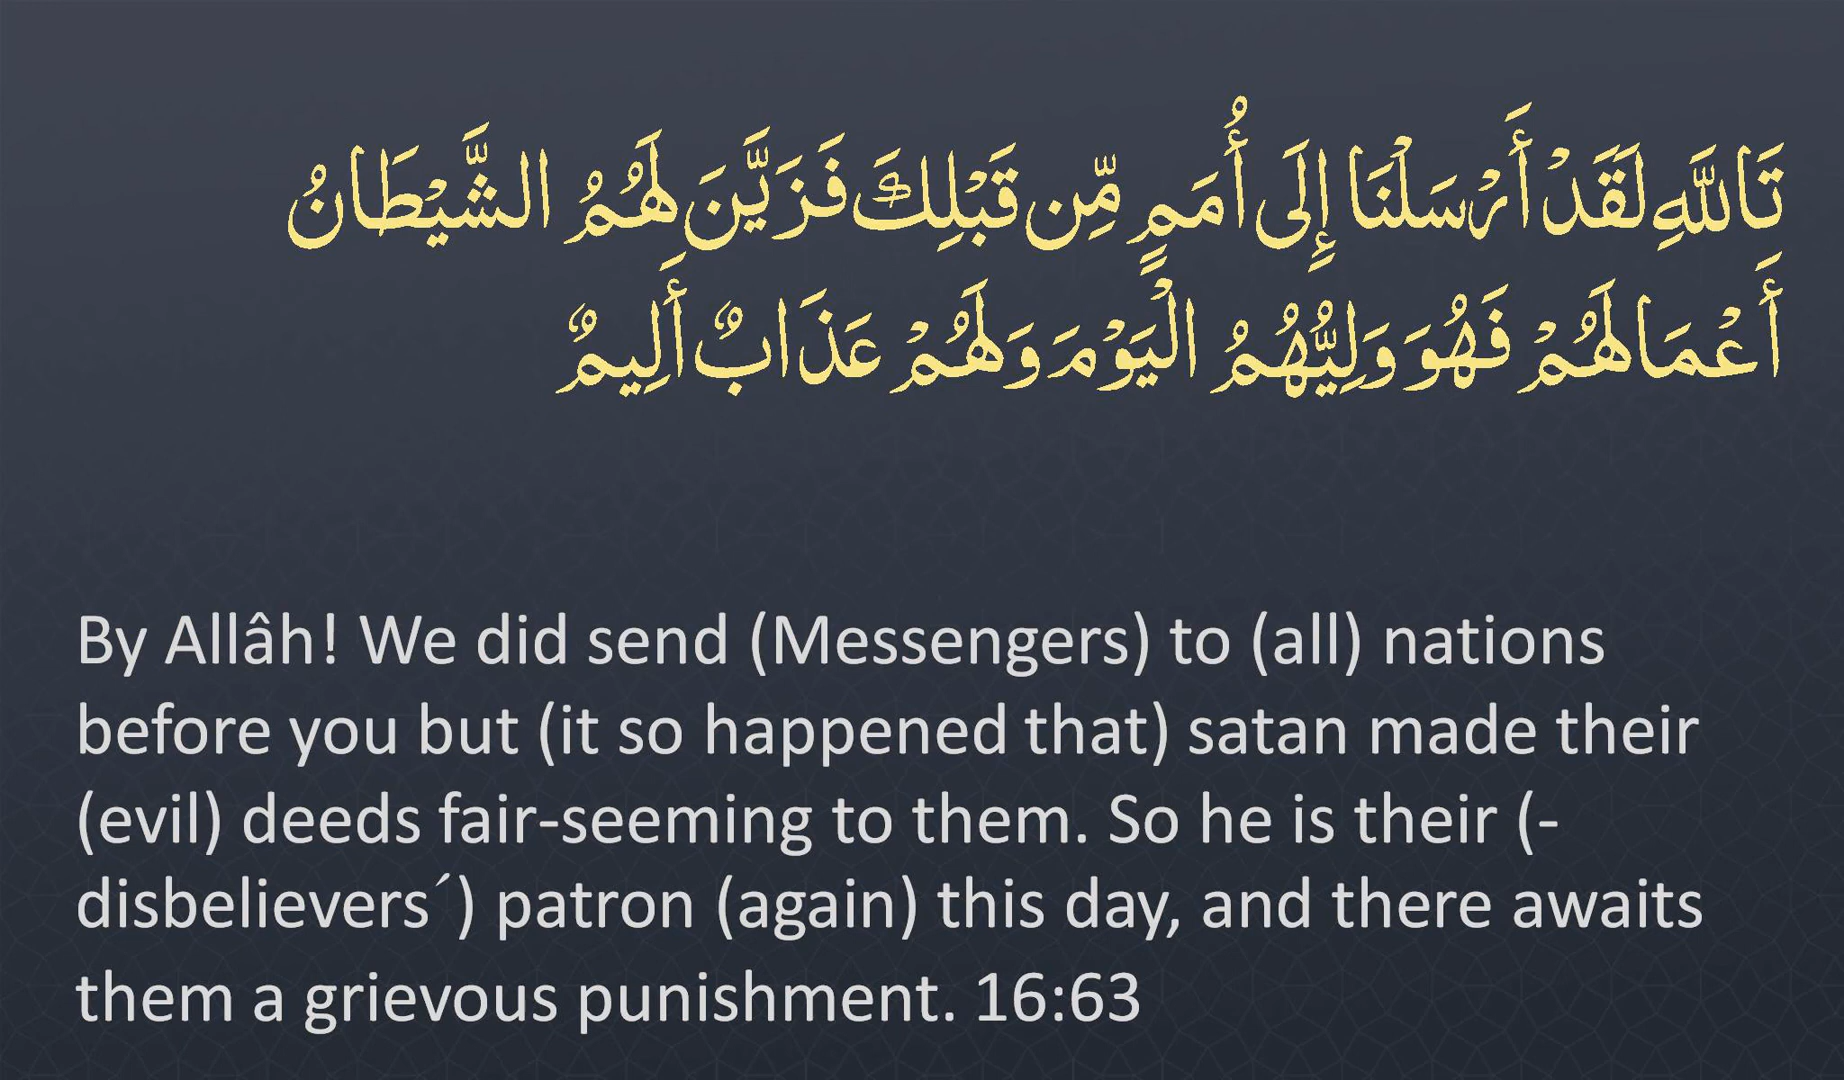 تَاللَّهِ لَقَدْ أَرْسَلْنَا إِلَى أُمَمٍ مِّن قَبْلِكَ فَزَيَّنَ لَهُمُ الشَّيْطَانُ
أَعْمَالَهُمْ فَهُوَ وَلِيُّهُمُ الْيَوْمَ وَلَهُمْ عَذَابٌ أَلِيمٌ
By Allâh! We did send (Messengers) to (all) nations
before you but (it so happened that) satan made their
(evil) deeds fair-seeming to them. So he is their (-
disbelievers´) patron (again) this day, and there awaits
them a grievous punishment. 16:63